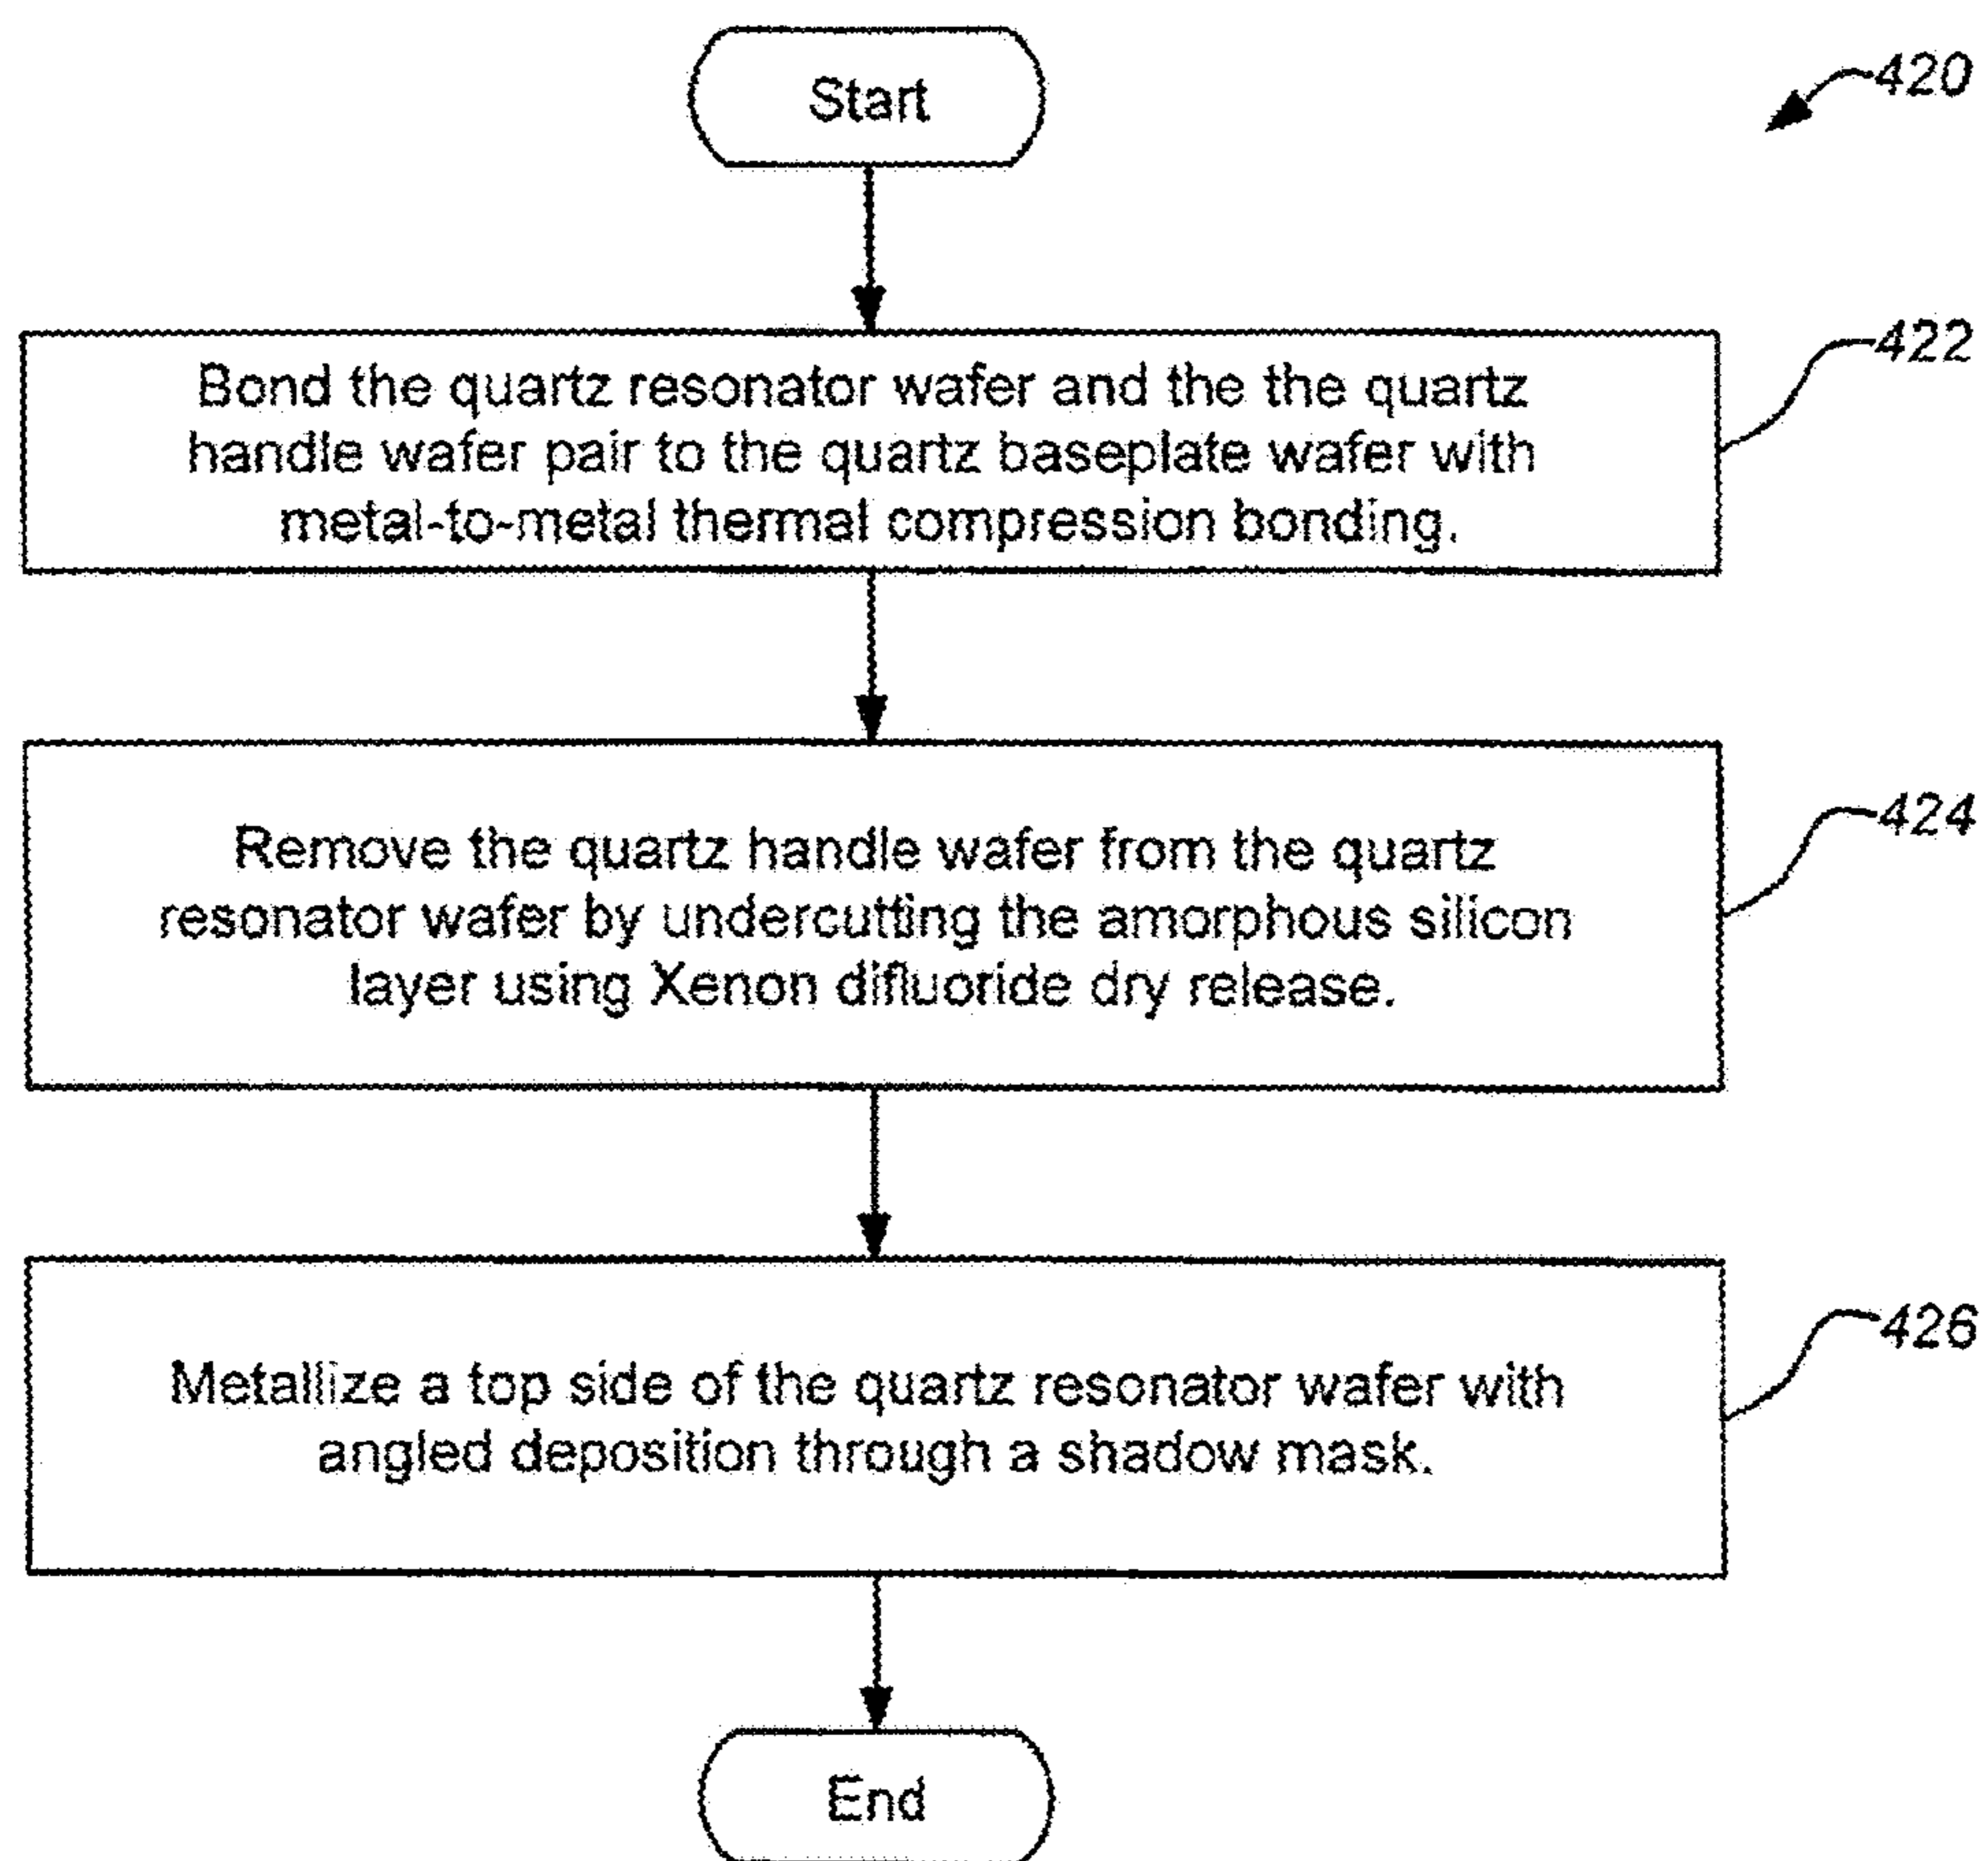 Start
420
Bond the quartz resonator wafer and the the quartz
handle wafer pair to the quartz baseplate wafer with
metal-to-metal thermal compression bonding.
422
Remove the quartz handle wafer from the quartz
resonator wafer by undercutting the amorphous silicon
layer using Xenon difluoride dry release.
424
Metallize a top side of the quartz resonator wafer with
angled deposition through a shadow mask.
426
End